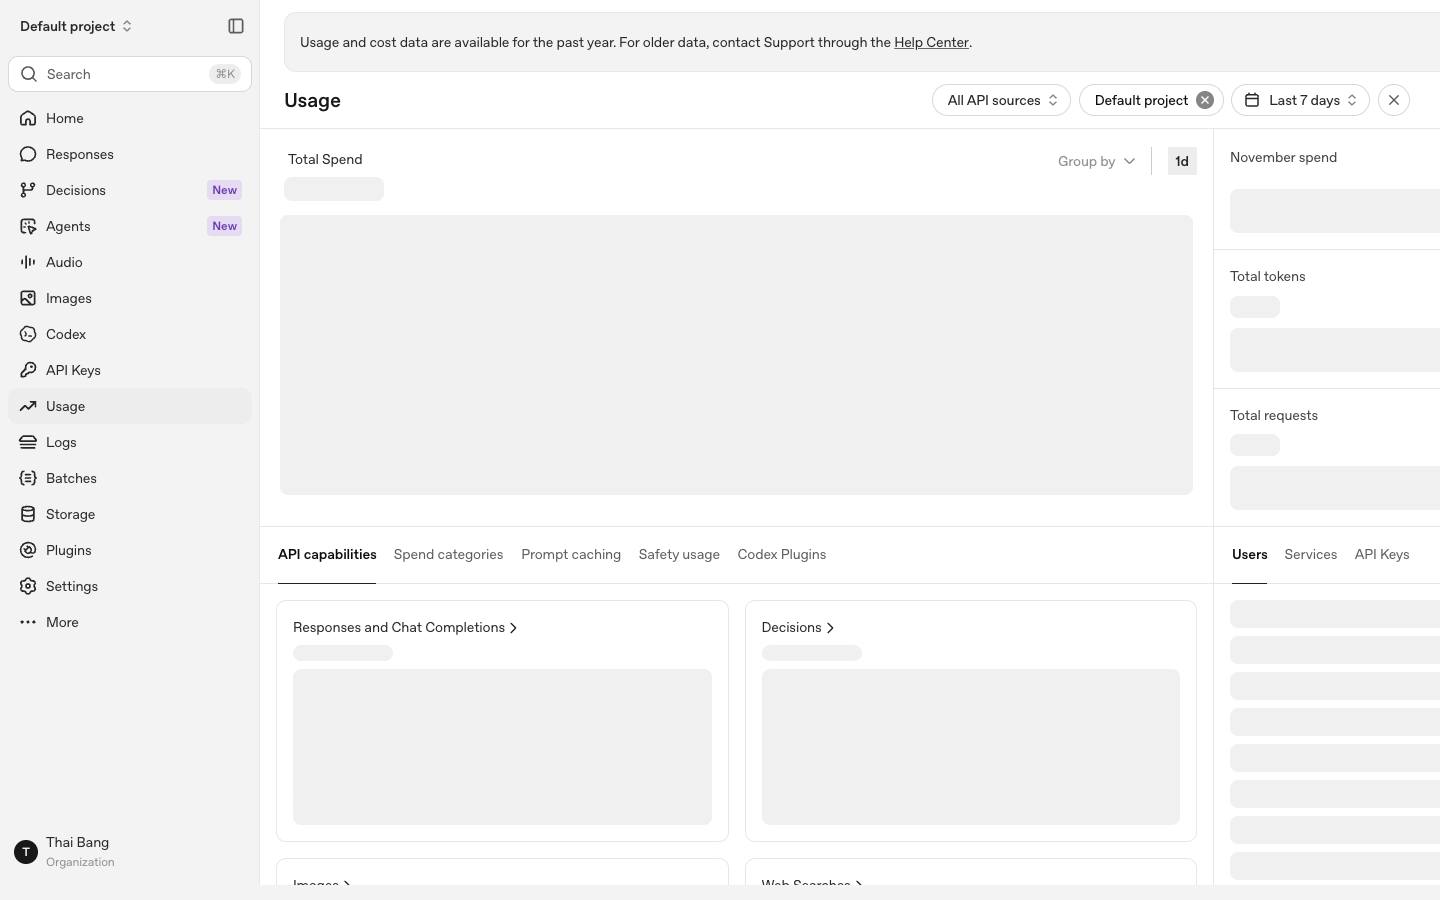 Default project
Search
⌘K
Home
Responses
Decisions
New
Agents
New
Audio
Images
Codex
API Keys
Usage
Logs
Batches
Storage
Plugins
Settings
More
T
Thai Bang
Organization
Usage and cost data are available for the past year. For older data, contact Support through the Help Center.
Usage
All API sources
Default project
Last 7 days
Total Spend
Group by
1d
November spend
Total tokens
Total requests
API capabilities
Spend categories
Prompt caching
Safety usage
Codex Plugins
Users
Services
API Keys
Responses and Chat Completions
Decisions
Images
Web Searches